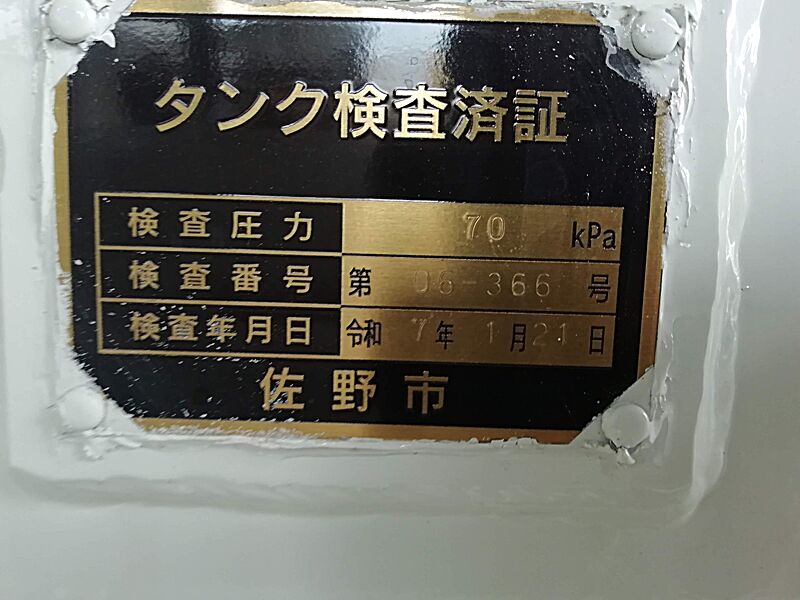 タンク検査済証
検査圧力 70 kPa
検査番号 第 06-366 号
検査年月日 令和 7年 1月21日
佐野市